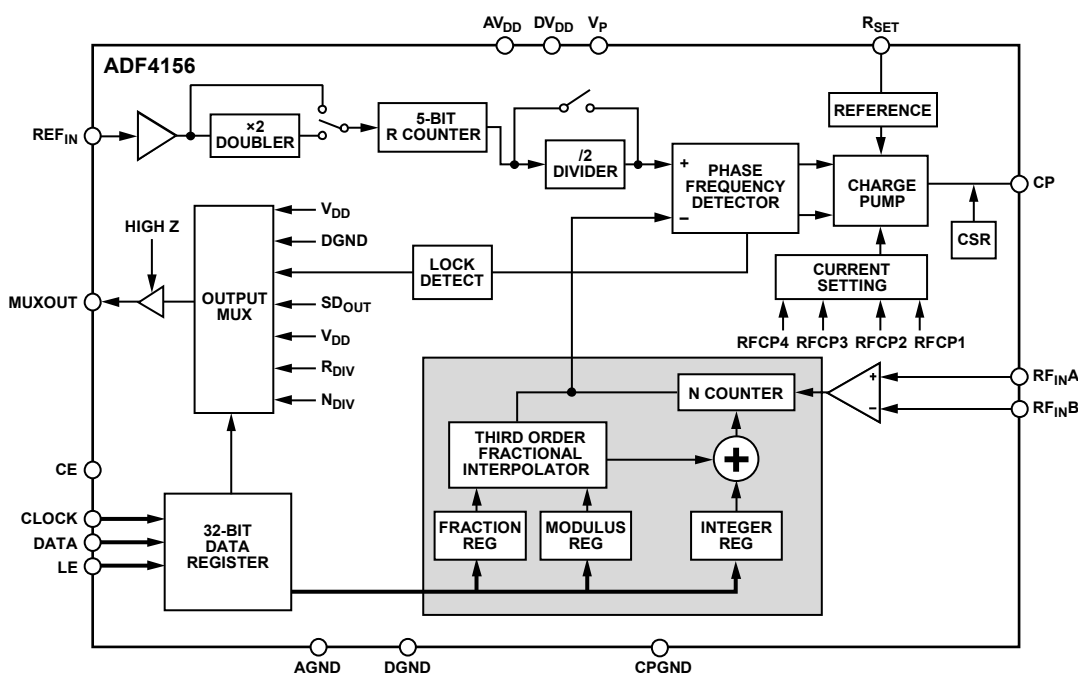 AVDD
DVDD
VP
RSET
ADF4156
REFIN
×2
DOUBLER
5-BIT
R COUNTER
/2
DIVIDER
+
−
PHASE
FREQUENCY
DETECTOR
REFERENCE
CHARGE
PUMP
CP
CSR
HIGH Z
MUXOUT
OUTPUT
MUX
VDD
DGND
SDOUT
VDD
RDIV
NDIV
LOCK
DETECT
CURRENT
SETTING
RFCP4
RFCP3
RFCP2
RFCP1
N COUNTER
+
−
RFINA
RFINB
THIRD ORDER
FRACTIONAL
INTERPOLATOR
+
CE
CLOCK
DATA
LE
32-BIT
DATA
REGISTER
FRACTION
REG
MODULUS
REG
INTEGER
REG
AGND
DGND
CPGND